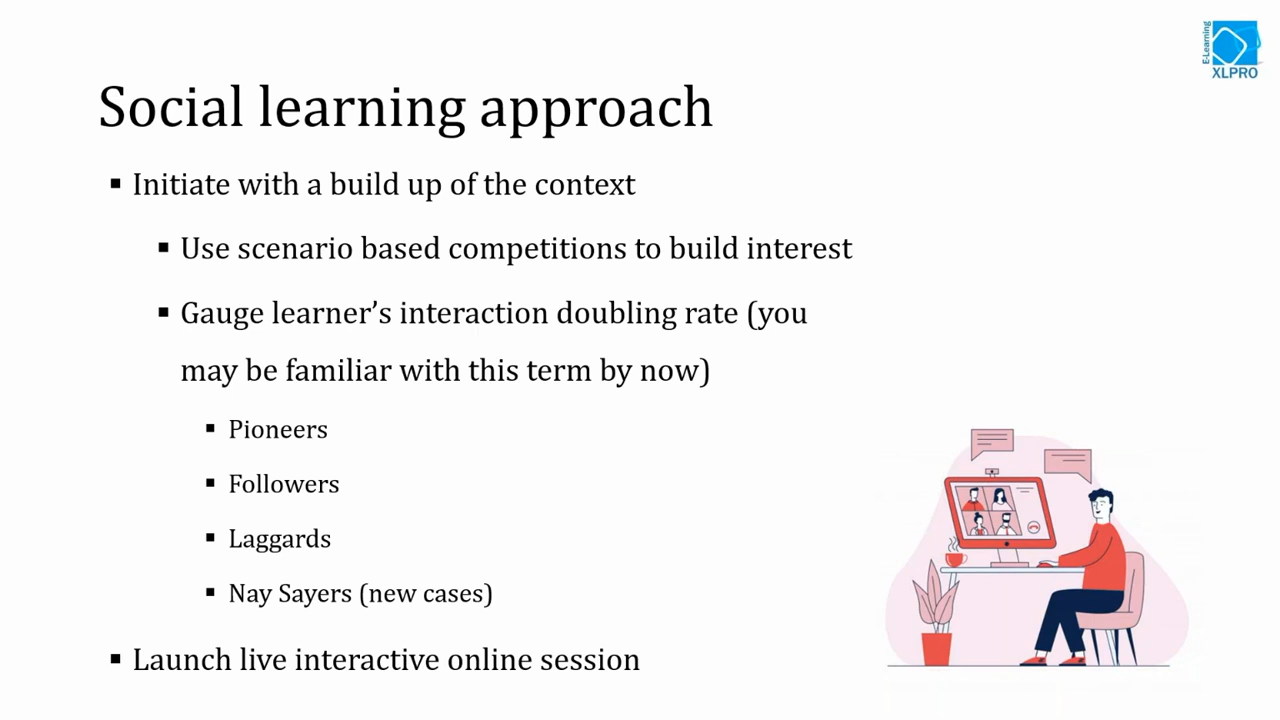 E-Learning
XLPRO
Social learning approach
▪ Initiate with a build up of the context
▪ Use scenario based competitions to build interest
▪ Gauge learner’s interaction doubling rate (you
may be familiar with this term by now)
▪ Pioneers
▪ Followers
▪ Laggards
▪ Nay Sayers (new cases)
▪ Launch live interactive online session